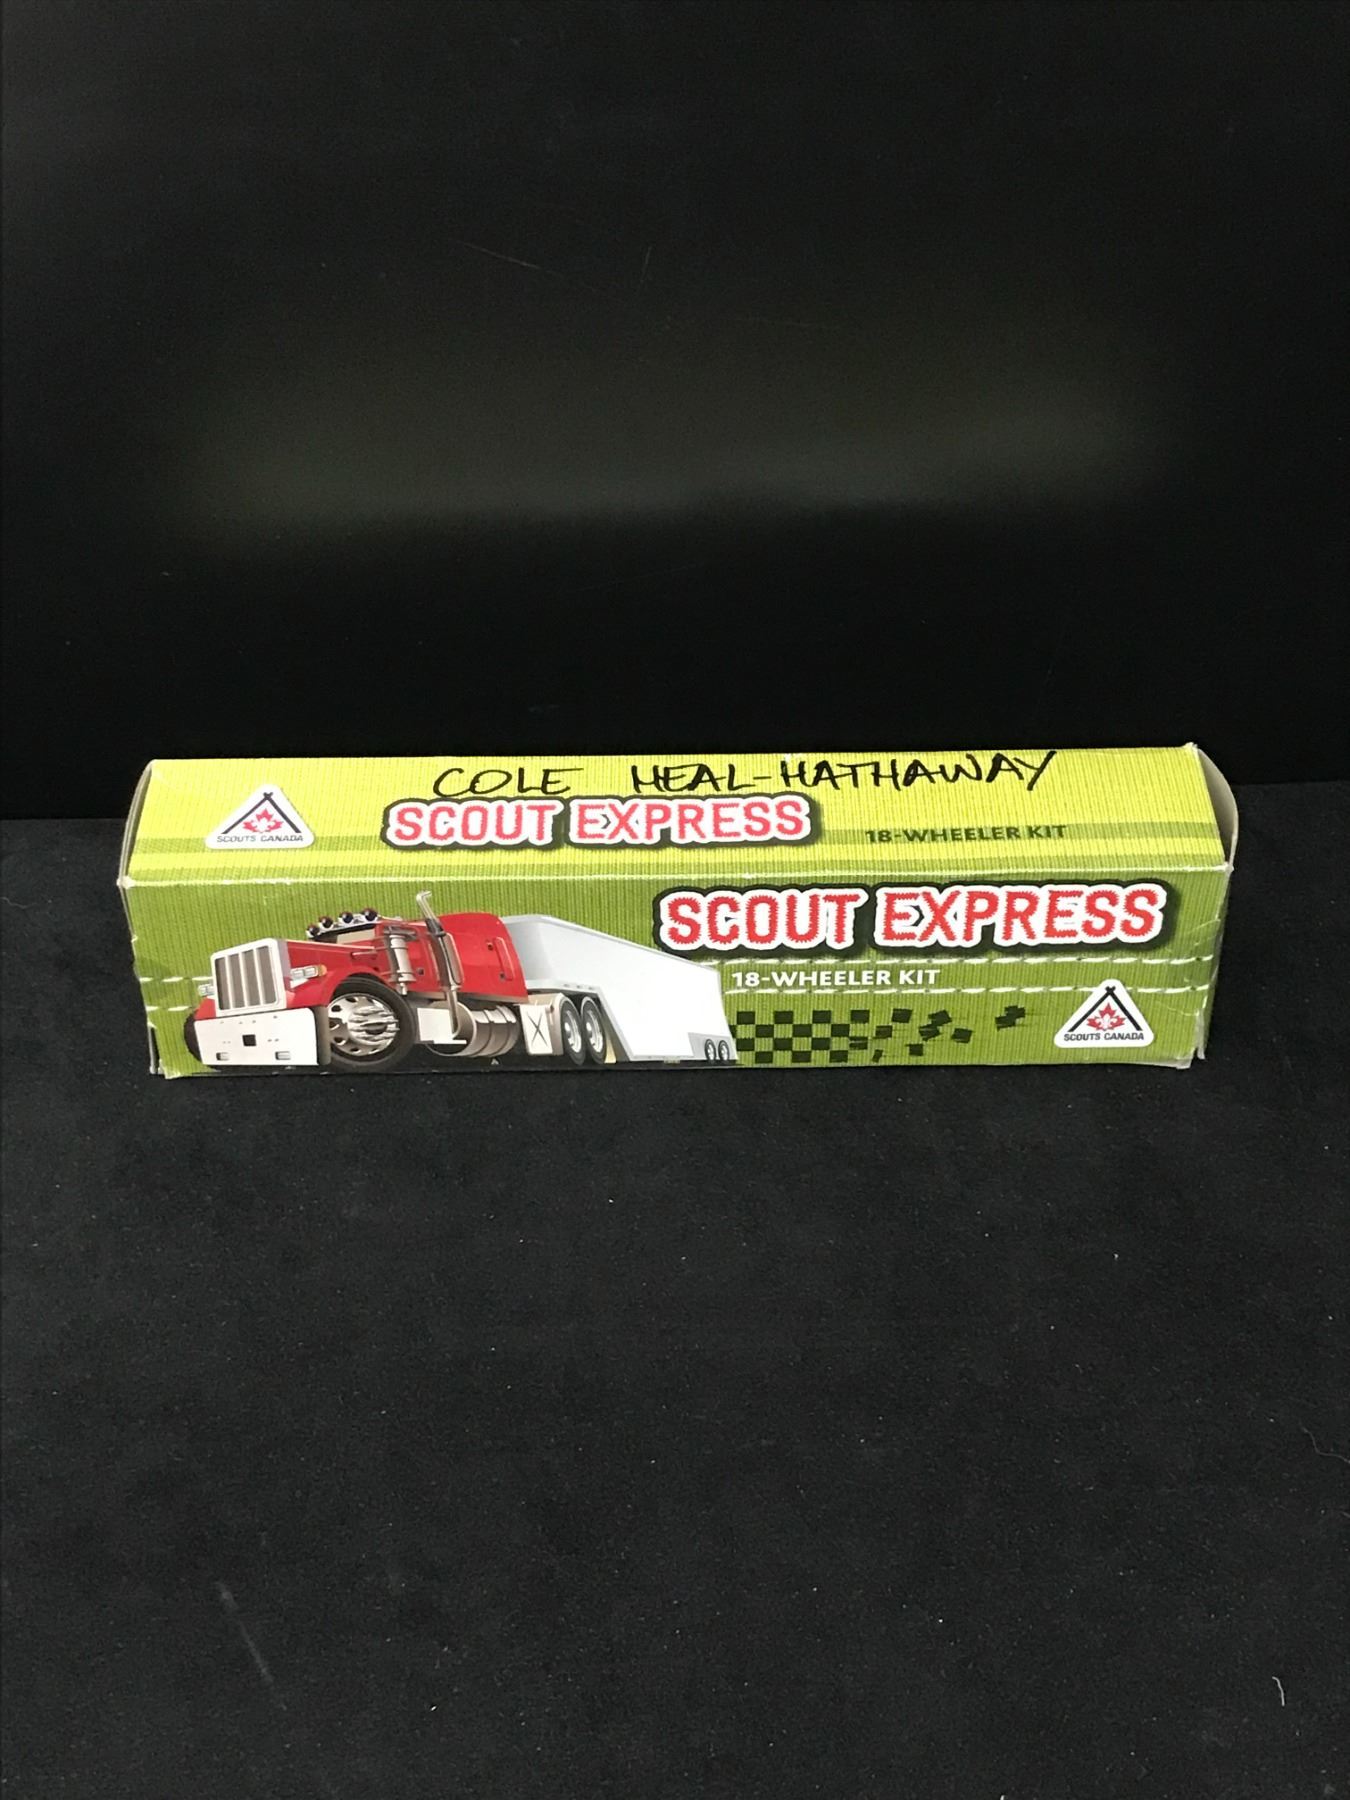 COLE HEAL-HATHAWAY
SCOUTS CANADA
SCOUT EXPRESS
18-WHEELER KIT
SCOUT EXPRESS
18-WHEELER KIT
SCOUTS CANADA